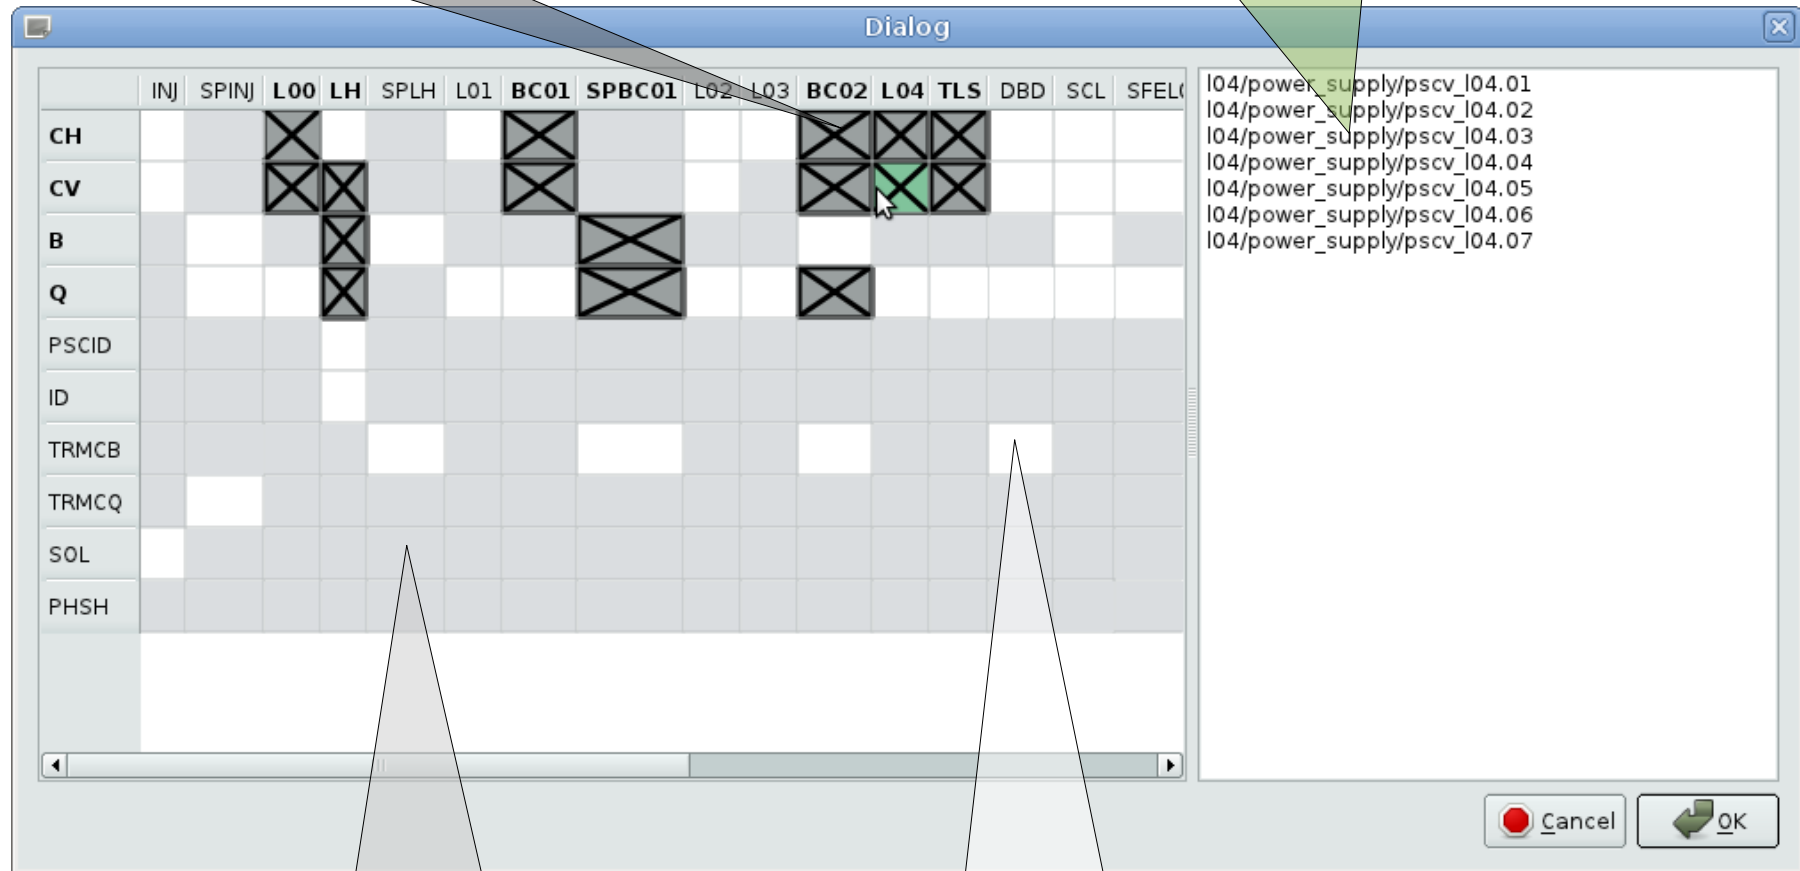 Dialog
INJ SPINJ L00 LH SPLH L01 BC01 SPBC01 L02 L03 BC02 L04 TLS DBD SCL
CH
CV
B
Q
PSCID
ID
TRMCB
TRMCQ
SOL
PHSH
l04/power_supply/pscv_l04.01
l04/power_supply/pscv_l04.02
l04/power_supply/pscv_l04.03
l04/power_supply/pscv_l04.04
l04/power_supply/pscv_l04.05
l04/power_supply/pscv_l04.06
l04/power_supply/pscv_l04.07
Cancel
OK